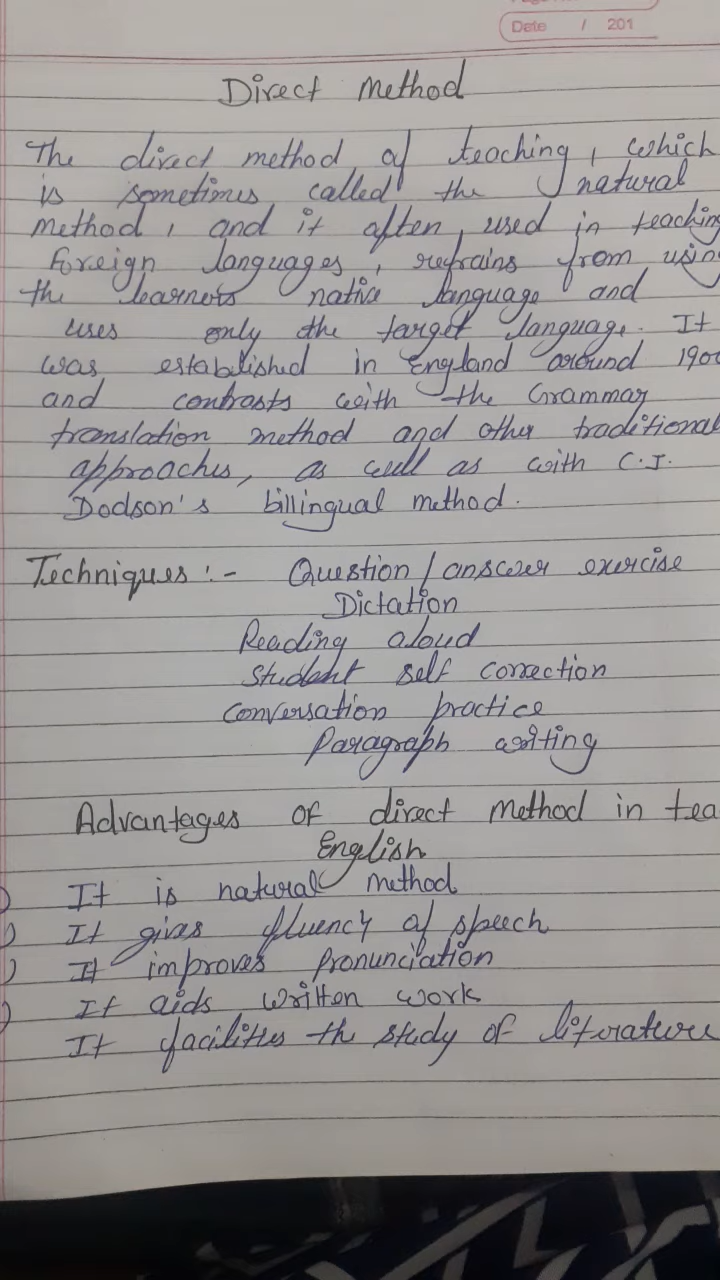 Date / 201
Direct Method
The direct method of teaching, which
is sometimes called the natural
method, and it often used in teaching
foreign languages, refrains from using
the learners native language and
uses only the target language. It
was established in England around 190
and contrasts with the Grammar
translation method and other traditional
approaches, as well as with C.J.
Dodson's billingual method.
Techniques :- Question / answer exercise
Dictation
Reading aloud
Student self correction
Conversation practice
Paragraph writing
Advantages of direct method in tea
English
It is natural method
It gives fluency of speech
It improves pronunciation
It aids written work
It facilities the study of literature